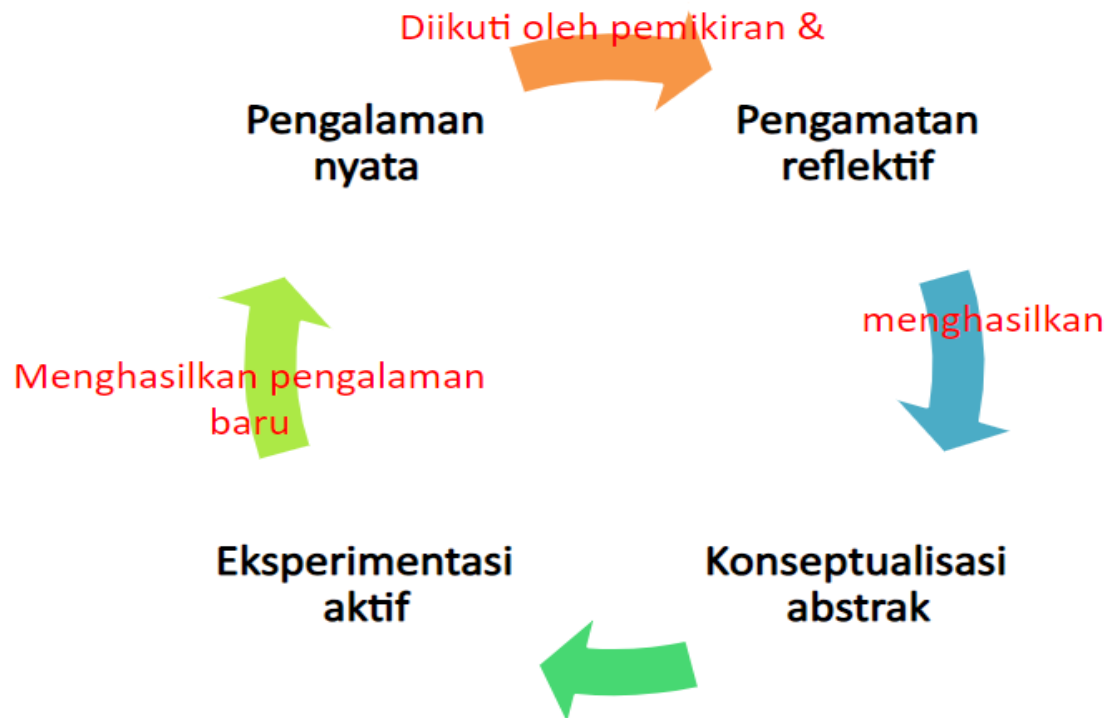 Diikuti oleh pemikiran &
Pengalaman
nyata
Pengamatan
reflektif
menghasilkan
Menghasilkan pengalaman
baru
Eksperimentasi
aktif
Konseptualisasi
abstrak